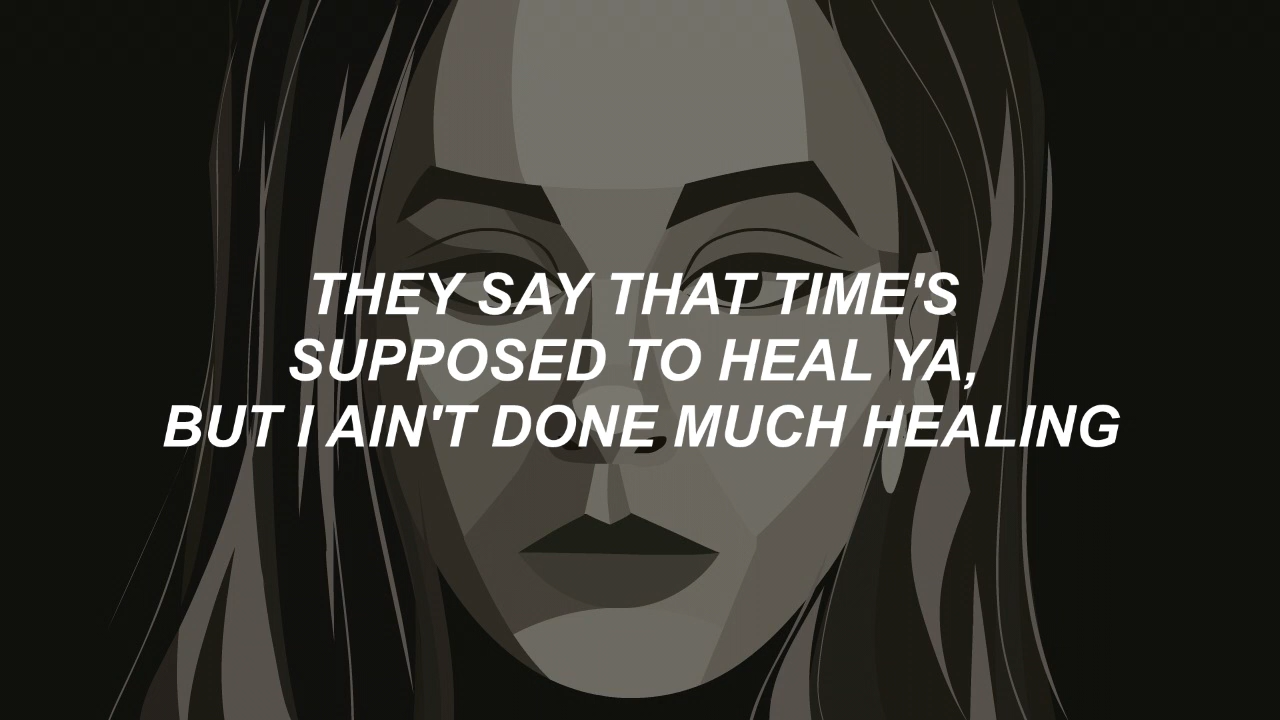 THEY SAY THAT TIME'S
SUPPOSED TO HEAL YA,
BUT I AIN'T DONE MUCH HEALING